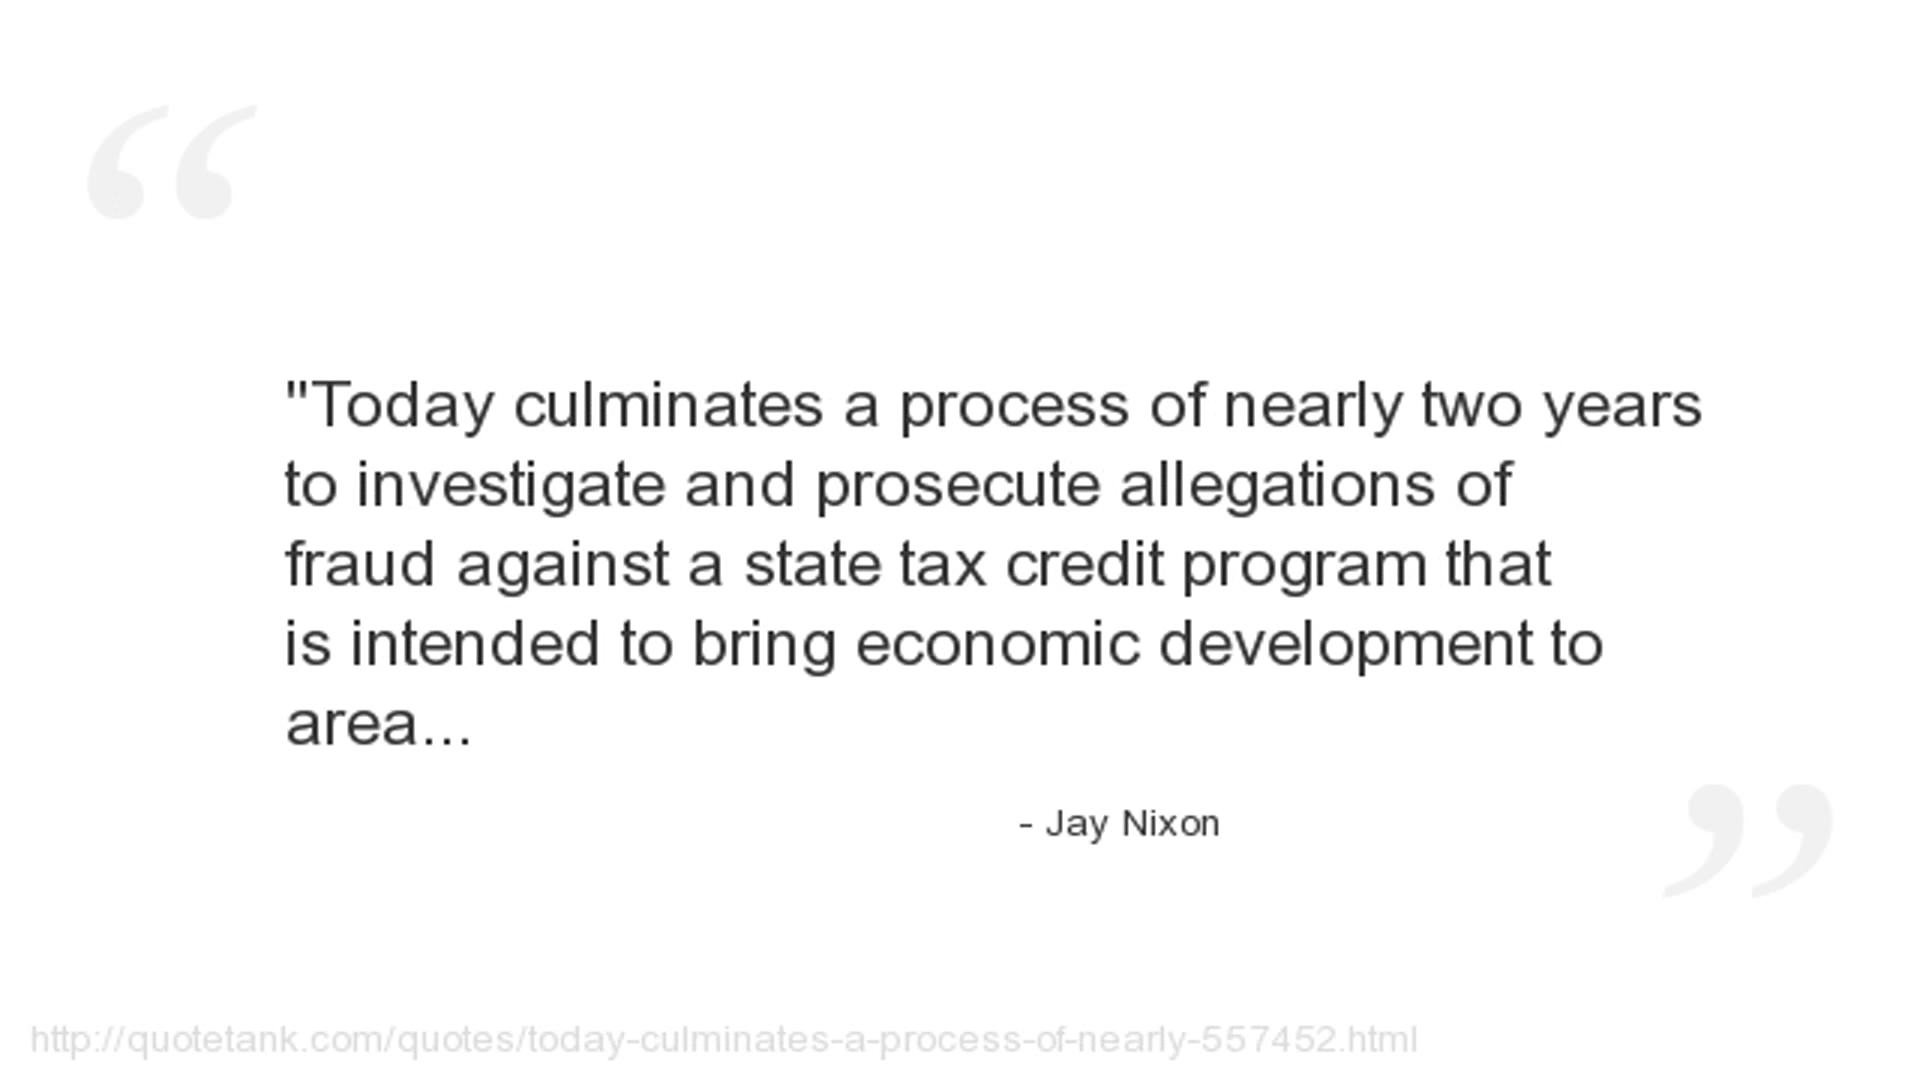 "Today culminates a process of nearly two years
to investigate and prosecute allegations of
fraud against a state tax credit program that
is intended to bring economic development to
area...
- Jay Nixon
http://quotetank.com/quotes/today-culminates-a-process-of-nearly-557452.html